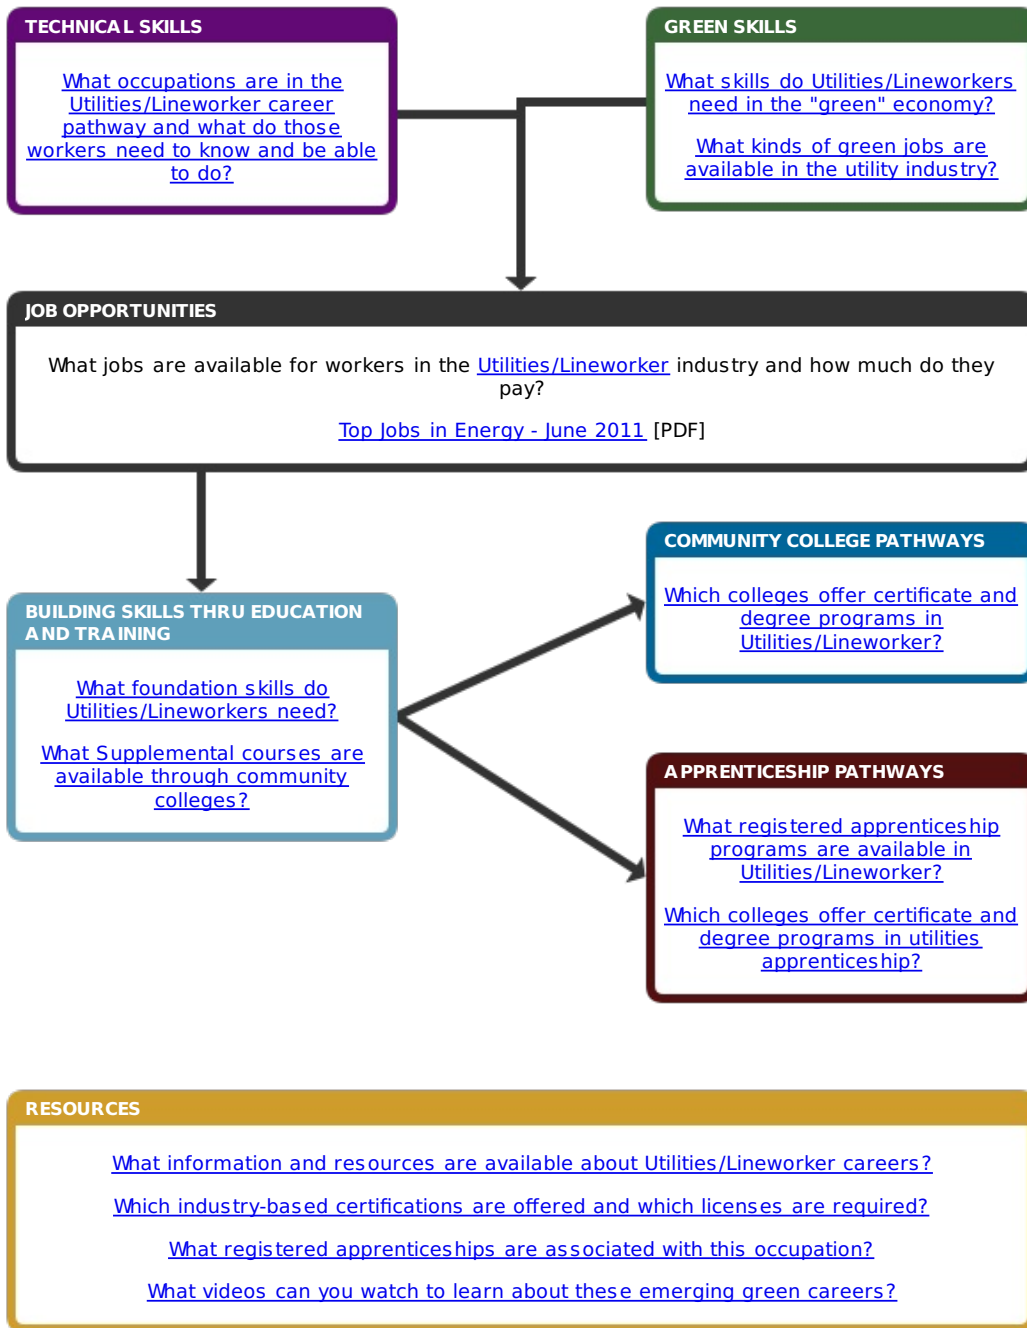 TECHNICAL SKILLS
What occupations are in the
Utilities/Lineworker career
pathway and what do those
workers need to know and be able
to do?
GREEN SKILLS
What skills do Utilities/Lineworkers
need in the "green" economy?
What kinds of green jobs are
available in the utility industry?
JOB OPPORTUNITIES
What jobs are available for workers in the Utilities/Lineworker industry and how much do they
pay?
Top Jobs in Energy - June 2011 [PDF]
BUILDING SKILLS THRU EDUCATION
AND TRAINING
What foundation skills do
Utilities/Lineworkers need?
What Supplemental courses are
available through community
colleges?
COMMUNITY COLLEGE PATHWAYS
Which colleges offer certificate and
degree programs in
Utilities/Lineworker?
APPRENTICESHIP PATHWAYS
What registered apprenticeship
programs are available in
Utilities/Lineworker?
Which colleges offer certificate and
degree programs in utilities
apprenticeship?
RESOURCES
What information and resources are available about Utilities/Lineworker careers?
Which industry-based certifications are offered and which licenses are required?
What registered apprenticeships are associated with this occupation?
What videos can you watch to learn about these emerging green careers?